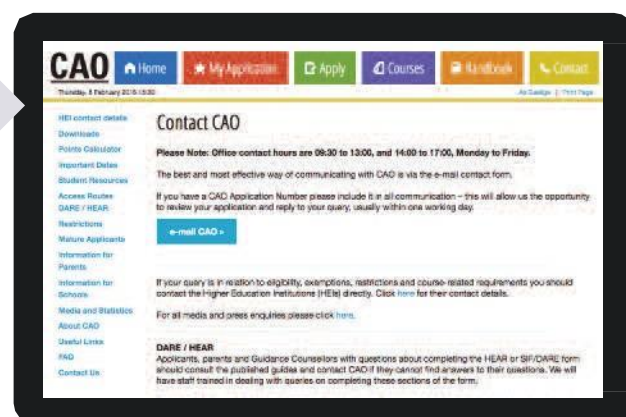 CAO
Home
My Application
Apply
Courses
Handbook
Contact
As Gaeilge | Print Page
HEI contact details
Downloads
Points Calculator
Important Dates
Student Resources
Access Routes
DARE / HEAR
Restrictions
Mature Applicants
Information for
Parents
Information for
Schools
Media and Statistics
About CAO
Useful Links
FAQ
Contact Us
Contact CAO
Please Note: Office contact hours are 09:30 to 13:00, and 14:00 to 17:00, Monday to Friday.
The best and most effective way of communicating with CAO is via the e-mail contact form.
If you have a CAO Application Number please include it in all communication – this will allow us the opportunity
to review your application and reply to your query, usually within one working day.
e-mail CAO »
If your query is in relation to eligibility, exemptions, restrictions and course-related requirements you should
contact the Higher Education Institutions (HEIs) directly. Click here for their contact details.
For all media and press enquiries please click here.
DARE / HEAR
Applicants, parents and Guidance Counsellors with questions about completing the HEAR or SIF/DARE form
should consult the published guides and contact CAO if they cannot find answers to their questions. We will
have staff trained in dealing with queries on completing these sections of the form.